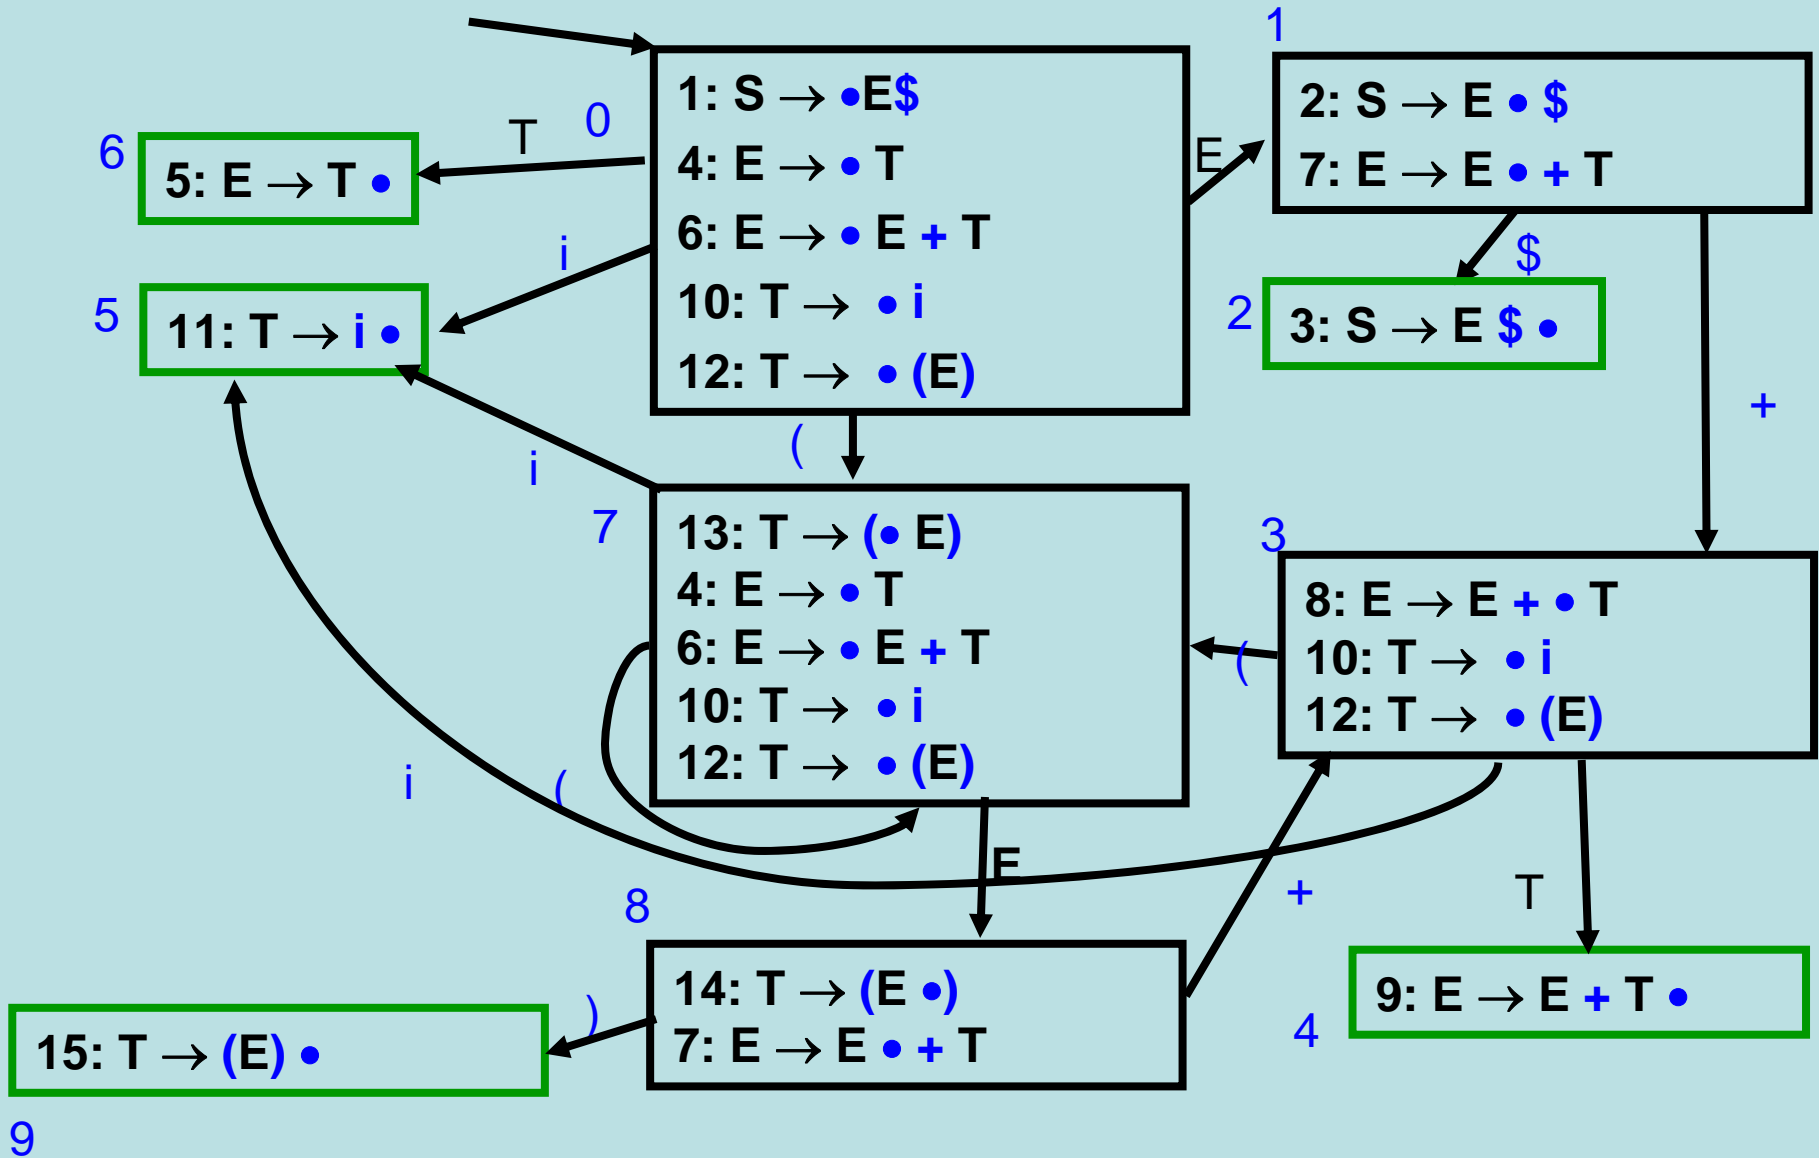 1
0
1: S → •E$
4: E → • T
6: E → • E + T
10: T → • i
12: T → • (E)
E
2: S → E • $
7: E → E • + T
T
6
5: E → T •
i
5
11: T → i •
$
2
3: S → E $ •
+
(
i
7
13: T → (• E)
4: E → • T
6: E → • E + T
10: T → • i
12: T → • (E)
3
8: E → E + • T
10: T → • i
12: T → • (E)
(
i
(
E
+
T
8
14: T → (E •)
7: E → E • + T
4
9: E → E + T •
)
15: T → (E) •
9